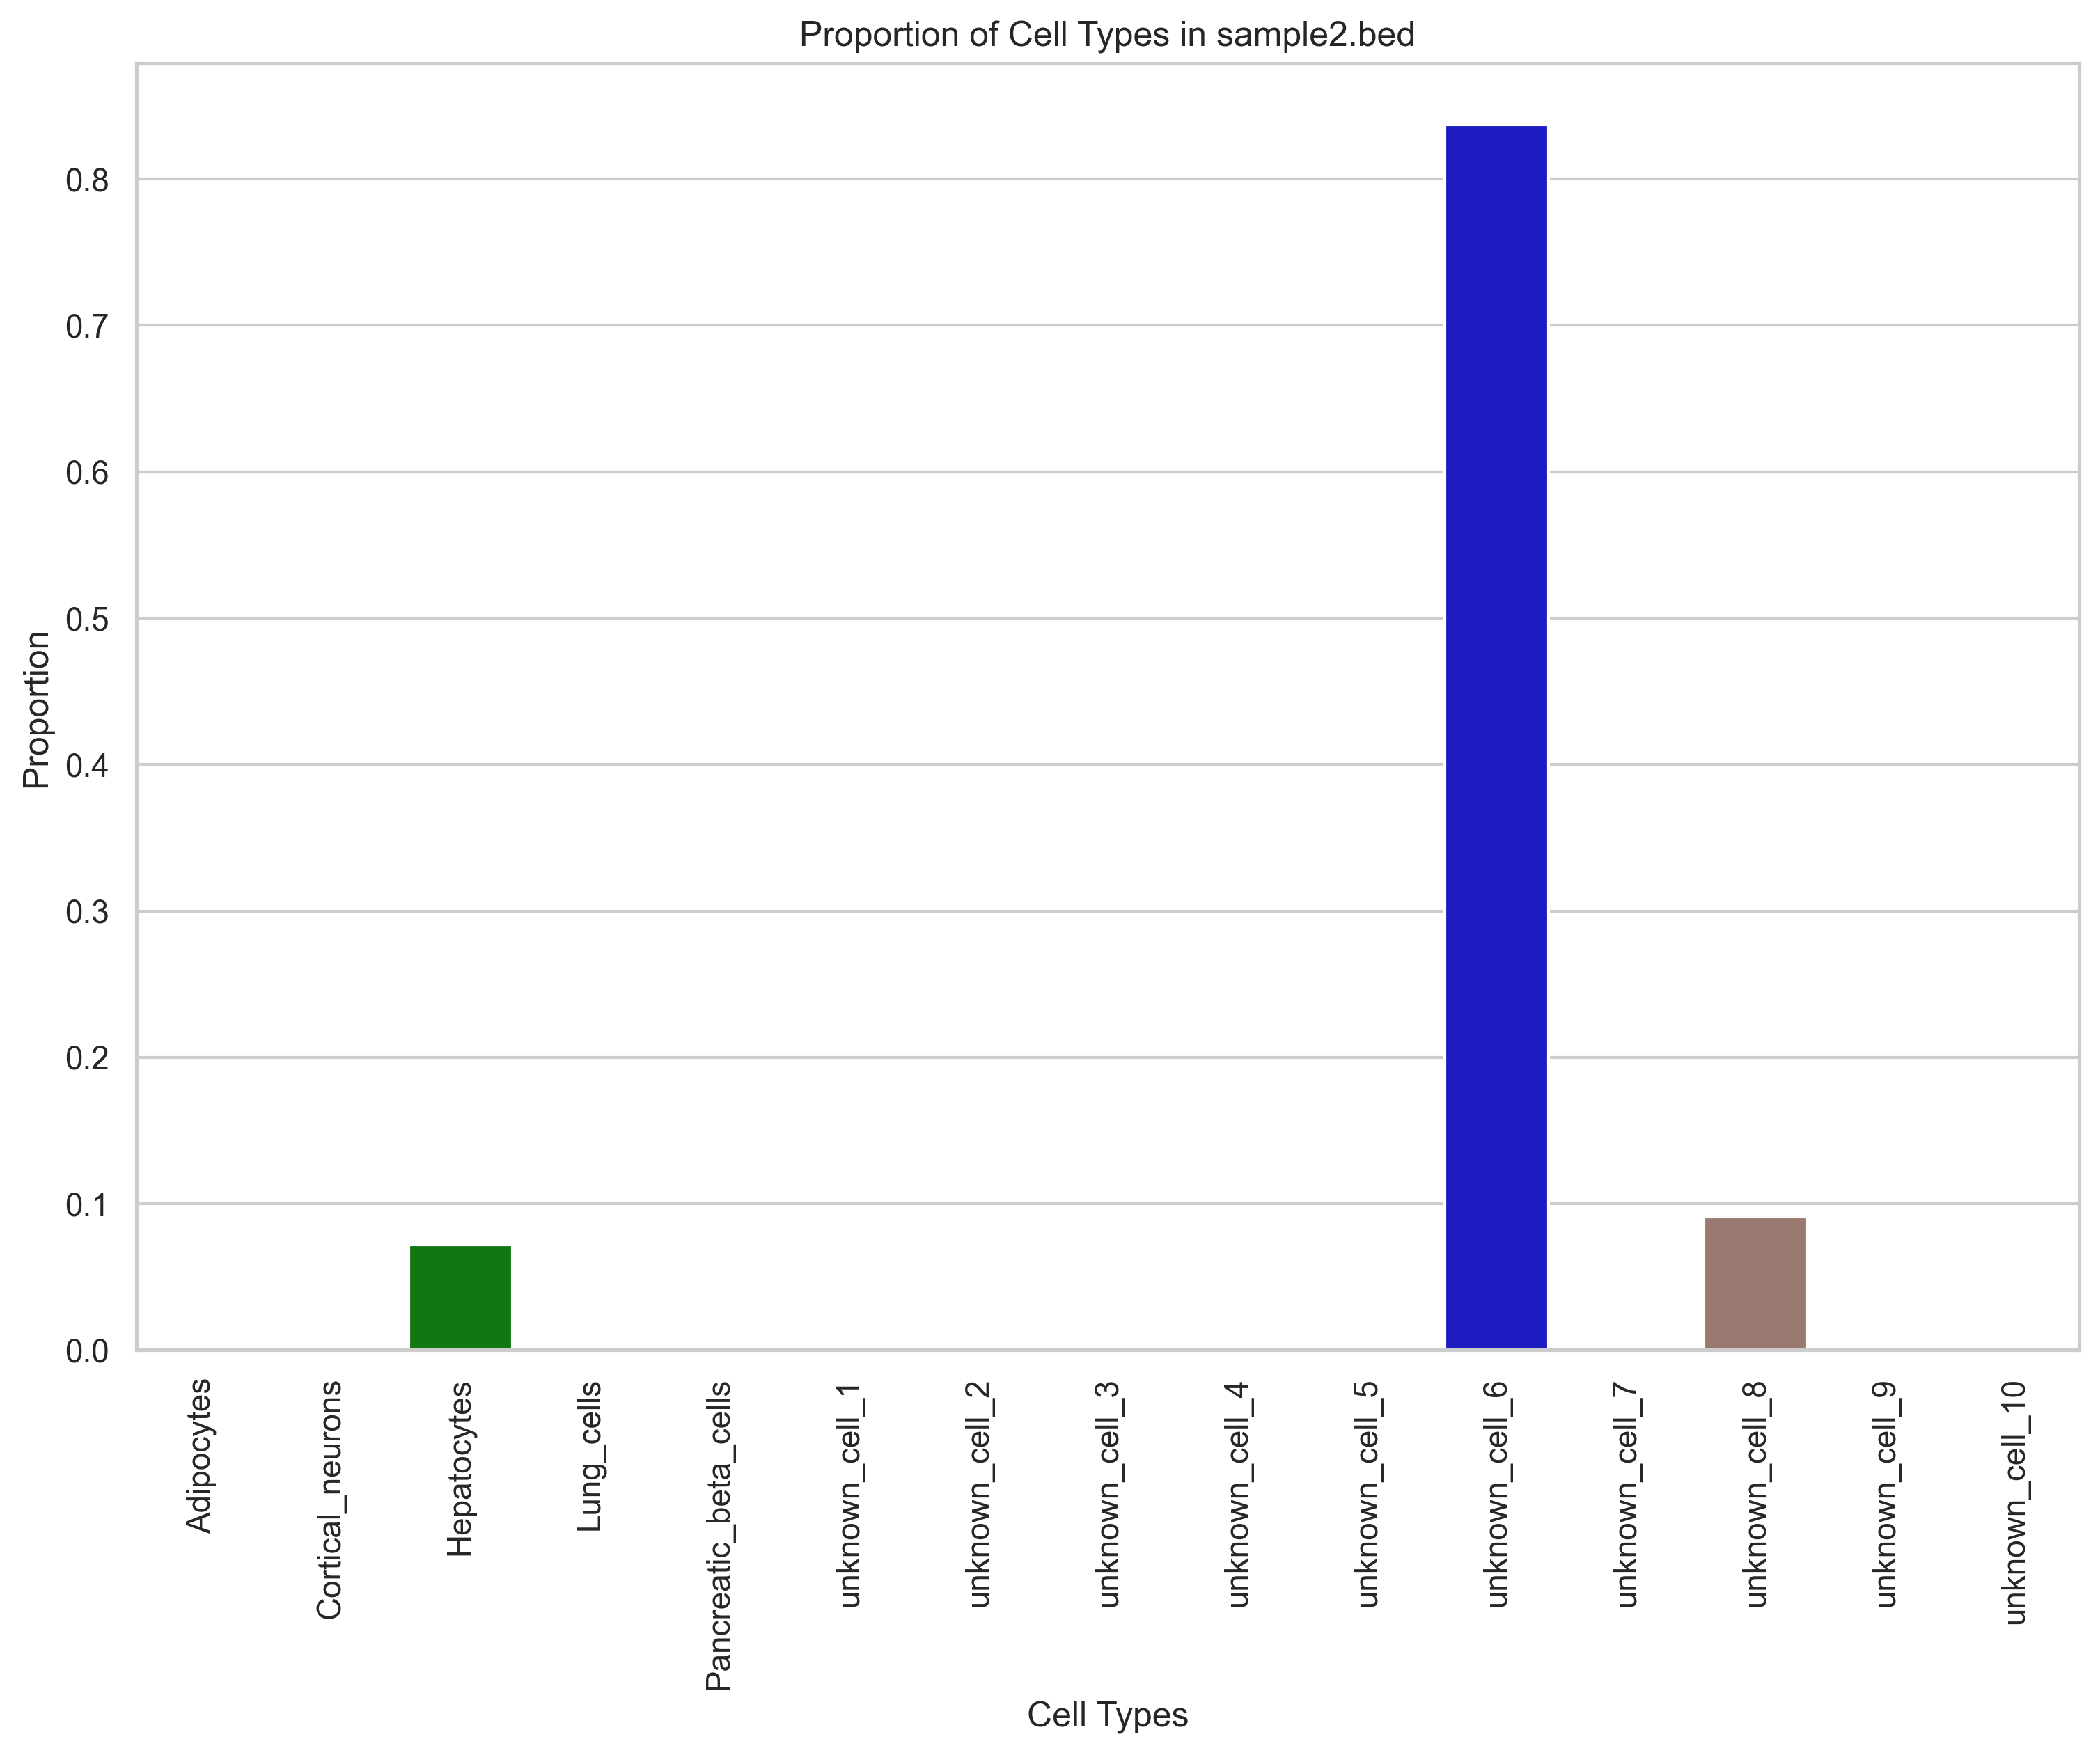 Proportion of Cell Types in sample2.bed
Proportion
0.8
0.7
0.6
0.5
0.4
0.3
0.2
0.1
0.0
Adipocytes
Cortical_neurons
Hepatocytes
Lung_cells
Pancreatic_beta_cells
unknown_cell_1
unknown_cell_2
unknown_cell_3
unknown_cell_4
unknown_cell_5
unknown_cell_6
unknown_cell_7
unknown_cell_8
unknown_cell_9
unknown_cell_10
Cell Types